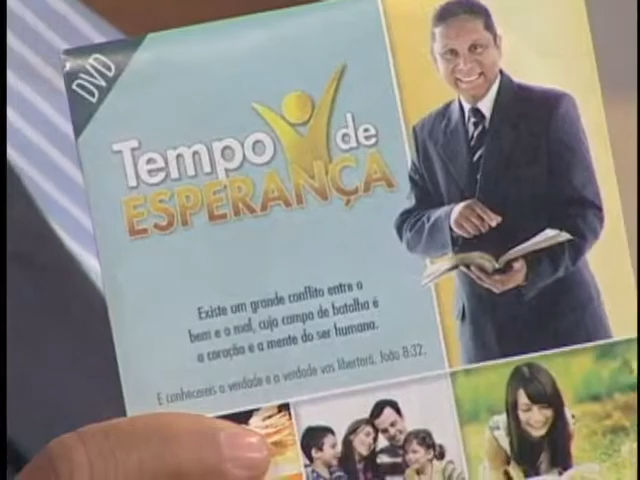 DVD
Tempo de
ESPERANÇA
Existe um grande conflito entre o
bem e o mal, cujo campo de batalha é
o coração e a mente do ser humano.
E conhecereis a verdade e a verdade vos libertará. João 8:32.